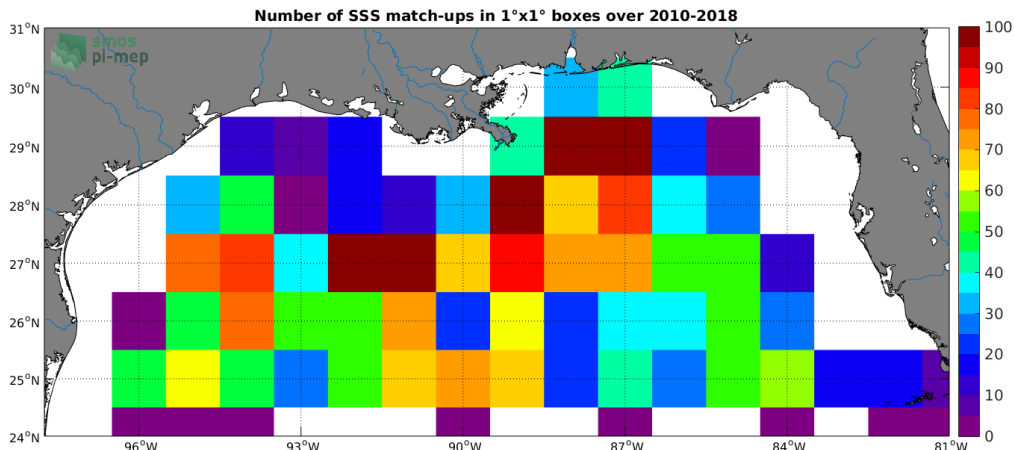 Number of SSS match-ups in 1°x1° boxes over 2010-2018
smos
pi-mep
31°N
30°N
29°N
28°N
27°N
26°N
25°N
24°N
96°W 93°W 90°W 87°W 84°W 81°W
100
90
80
70
60
50
40
30
20
10
0